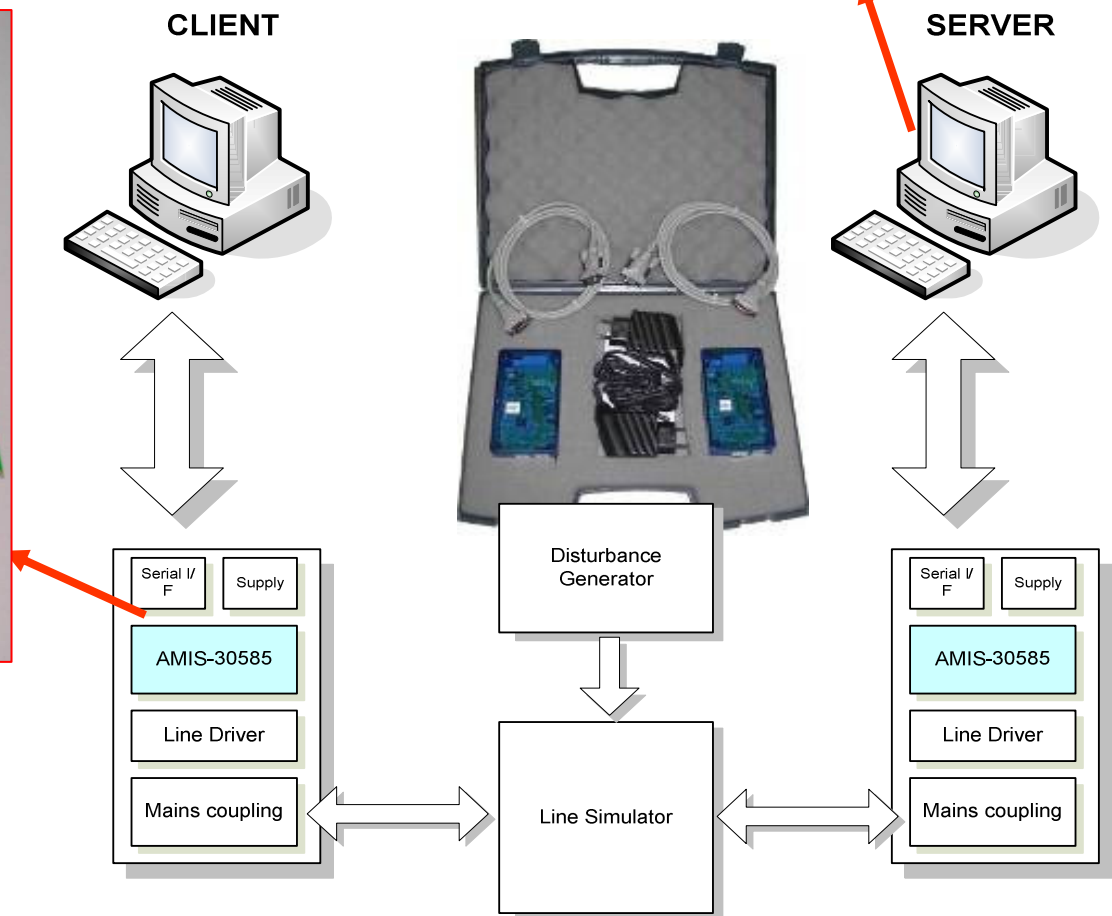 CLIENT
SERVER
Disturbance
Generator
Serial I/
F
Supply
AMIS-30585
Line Driver
Mains coupling
Line Simulator
Serial I/
F
Supply
AMIS-30585
Line Driver
Mains coupling